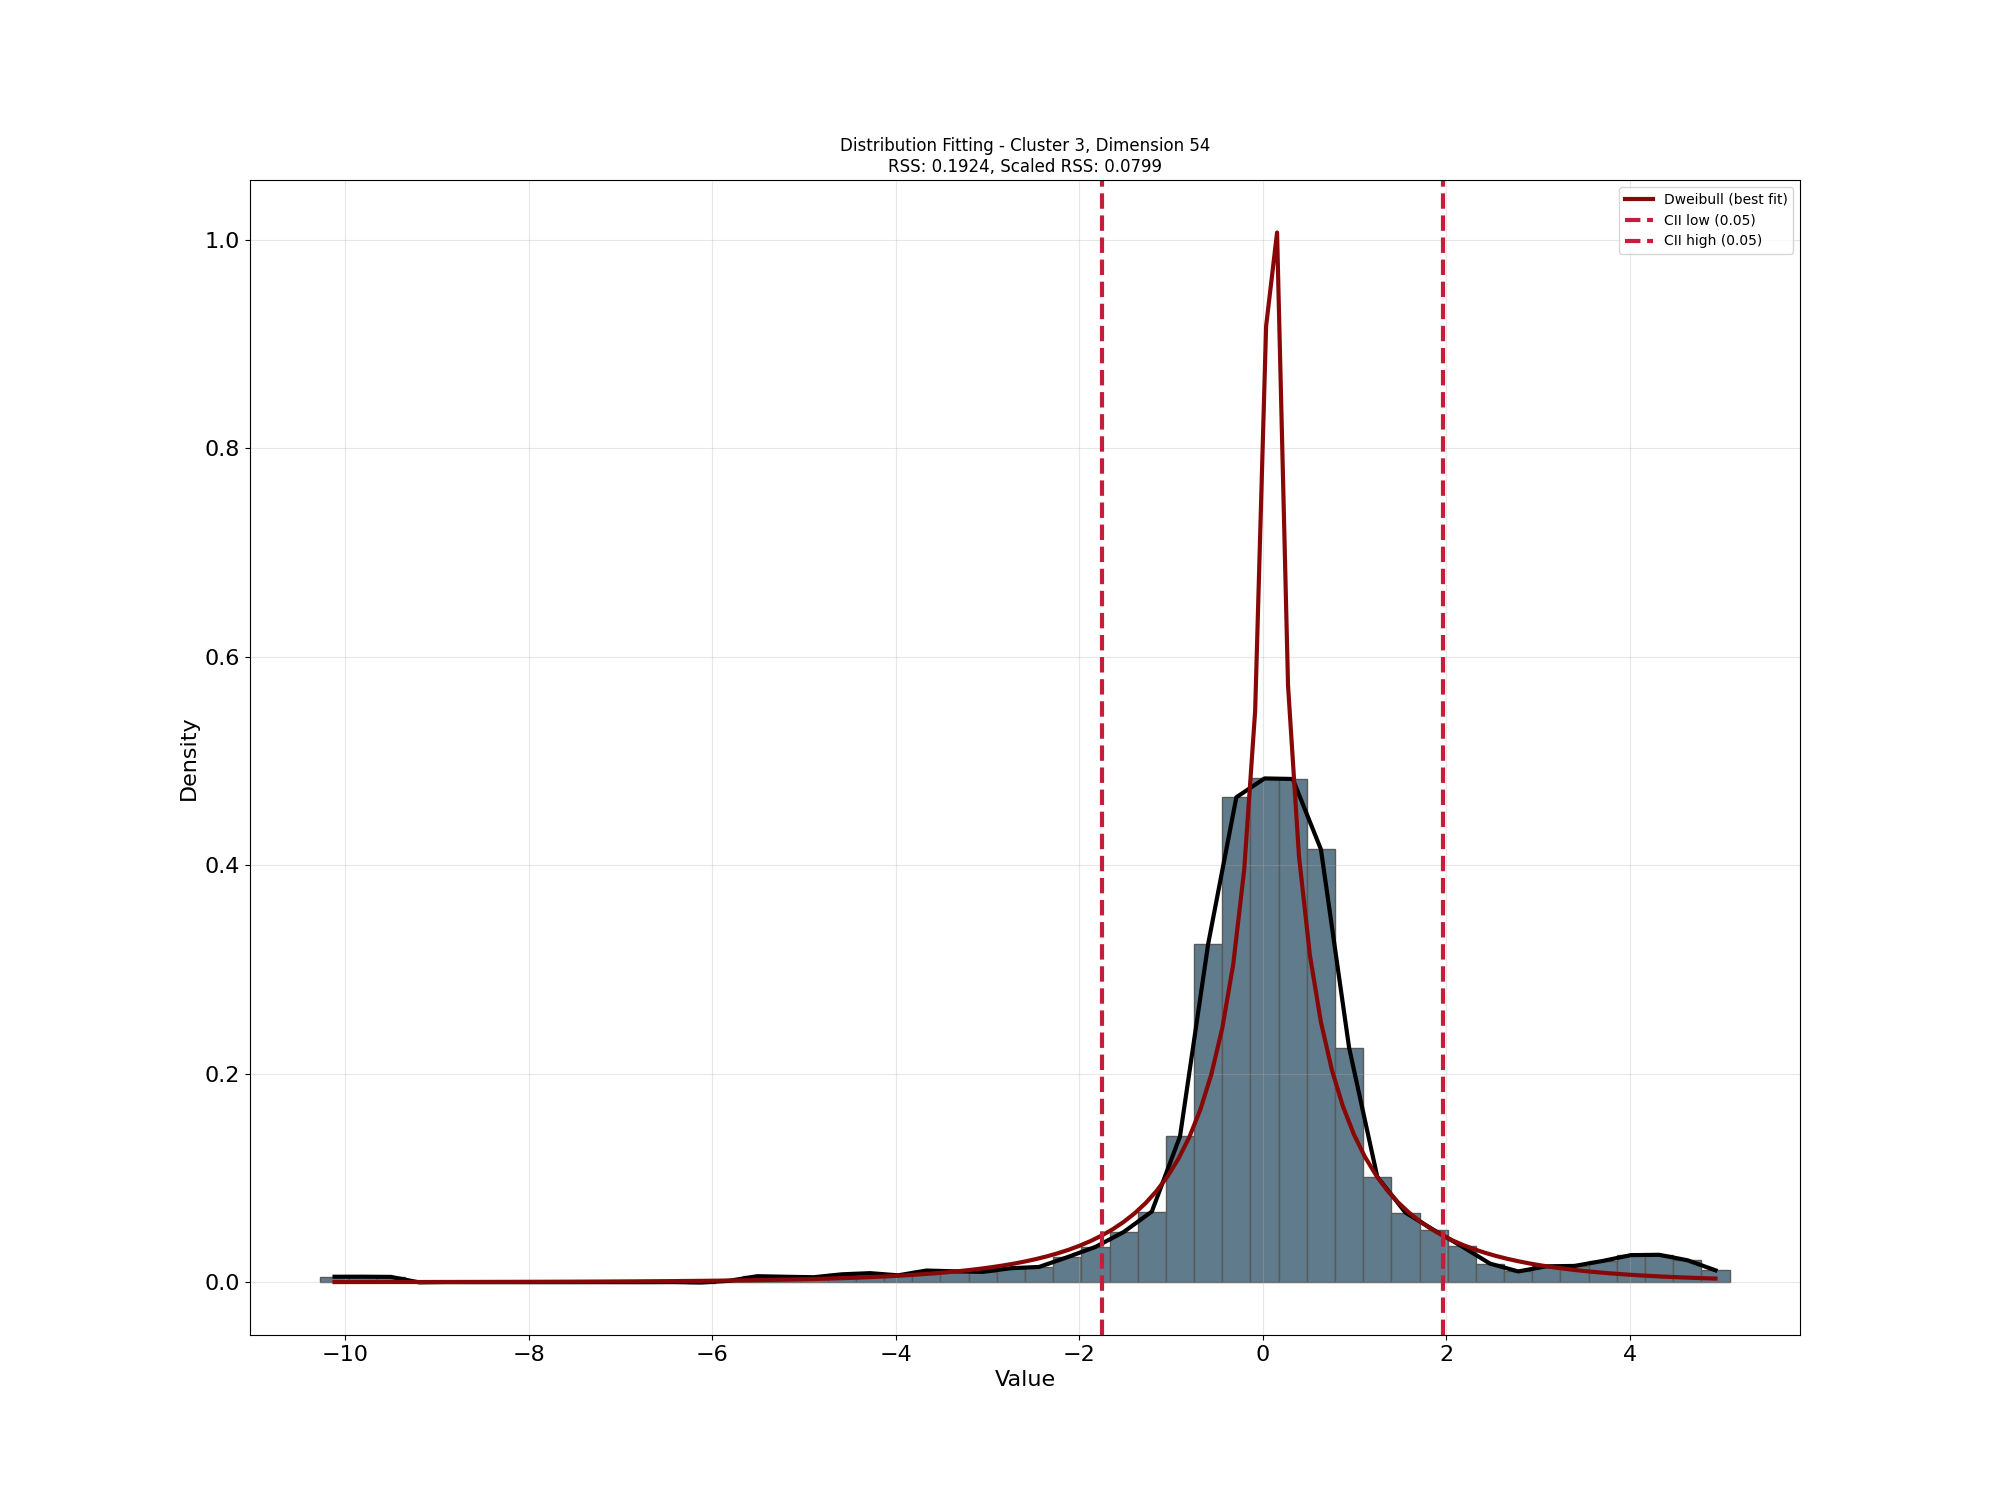 Distribution Fitting - Cluster 3, Dimension 54
RSS: 0.1924, Scaled RSS: 0.0799
Dweibull (best fit)
CII low (0.05)
CII high (0.05)
1.0
0.8
0.6
0.4
0.2
0.0
Density
−10
−8
−6
−4
−2
0
2
4
Value